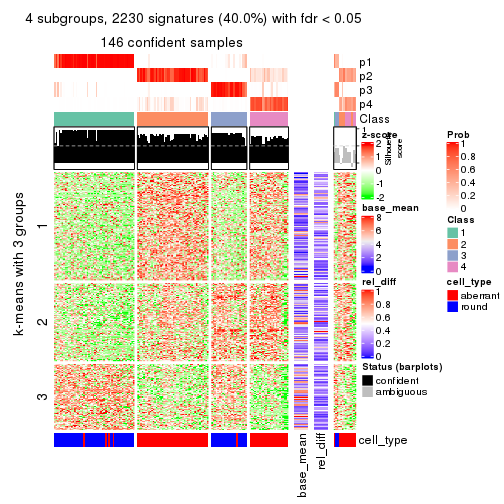 4 subgroups, 2230 signatures (40.0%) with fdr < 0.05
146 confident samples
p1
p2
p3
p4
Class
1
Silhouette
score
k-means with 3 groups
1
2
3
base_mean
rel_diff
cell_type
z-score
2
1
0
-1
-2
base_mean
8
6
4
2
0
rel_diff
1
0.8
0.6
0.4
0.2
0
Status (barplots)
confident
ambiguous
Prob
1
0.8
0.6
0.4
0.2
0
Class
1
2
3
4
cell_type
aberrant
round